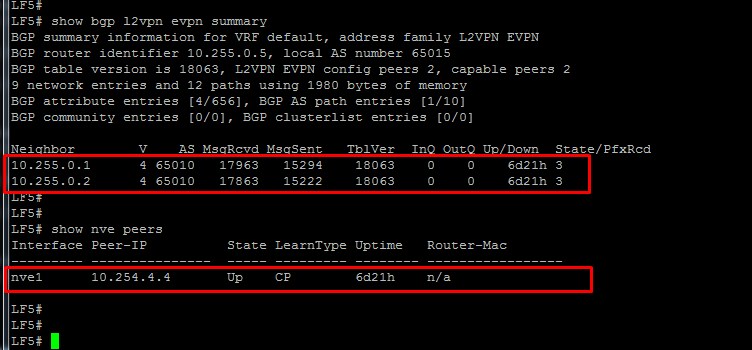 LF5#
LF5# show bgp l2vpn evpn summary
BGP summary information for VRF default, address family L2VPN EVPN
BGP router identifier 10.255.0.5, local AS number 65015
BGP table version is 18063, L2VPN EVPN config peers 2, capable peers 2
9 network entries and 12 paths using 1980 bytes of memory
BGP attribute entries [4/656], BGP AS path entries [1/10]
BGP community entries [0/0], BGP clusterlist entries [0/0]
Neighbor V AS MsgRcvd MsgSent TblVer InQ OutQ Up/Down State/PfxRcd
10.255.0.1 4 65010 17963 15294 18063 0 0 6d21h 3
10.255.0.2 4 65010 17863 15222 18063 0 0 6d21h 3
LF5#
LF5#
LF5# show nve peers
Interface Peer-IP State LearnType Uptime Router-Mac
--------- --------------- ----- --------- -------- -----------------
nve1 10.254.4.4 Up CP 6d21h n/a
LF5#
LF5#
LF5#